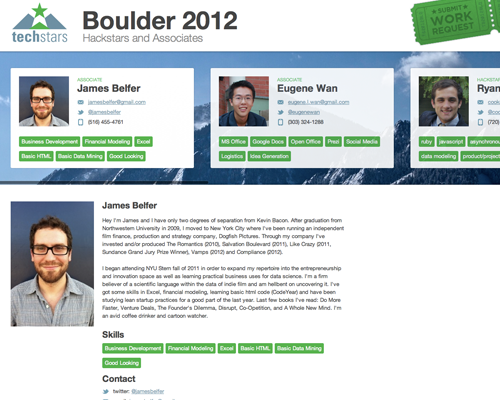 techstars
Boulder 2012
Hackstars and Associates
SUBMIT
WORK
REQUEST
ASSOCIATE
James Belfer
jamesbelfer@gmail.com
@jamesbelfer
(516) 455-4761
Business Development Financial Modeling Excel
Basic HTML Basic Data Mining Good Looking
ASSOCIATE
Eugene Wan
eugene.l.wan@gmail.com
@eugenewan
(303) 324-1288
MS Office Google Docs Open Office Prezi Social Media
Logistics Idea Generation
HACKSTAR
Ryan
ruby javascript asynchronous
data modeling product/project
James Belfer
Hey I'm James and I have only two degrees of separation from Kevin Bacon. After graduation from
Northwestern University in 2009, I moved to New York City where I've been running an independent
film finance, production and strategy company, Dogfish Pictures. Through my company I've
invested and/or produced The Romantics (2010), Salvation Boulevard (2011), Like Crazy (2011,
Sundance Grand Jury Prize Winner), Vamps (2012) and Compliance (2012).
I began attending NYU Stern fall of 2011 in order to expand my repertoire into the entrepreneurship
and innovation space as well as learning practical business uses for data science. I'm a firm
believer of a scientific language within the data of indie film and am hellbent on uncovering it. I've
got some skills in Excel, financial modeling, learning basic html code (CodeYear) and have been
studying lean startup practices for a good part of the last year. Last few books I've read: Do More
Faster, Venture Deals, The Founder's Dilemma, Disrupt, Co-Opetition, and A Whole New Mind. I'm
an avid coffee drinker and cartoon watcher.
Skills
Business Development Financial Modeling Excel Basic HTML Basic Data Mining
Good Looking
Contact
twitter: @jamesbelfer